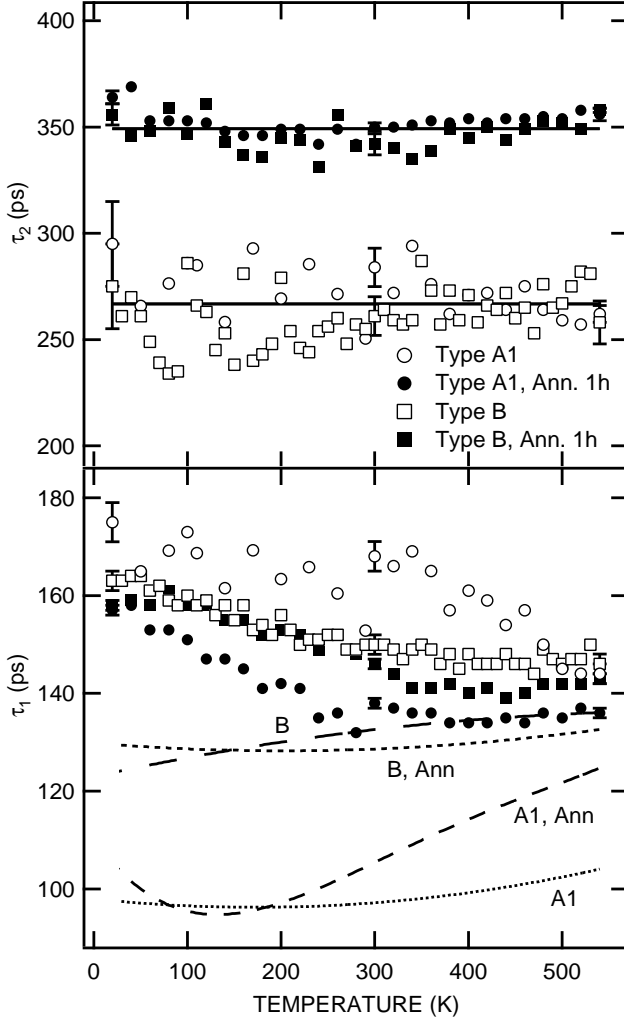 400
350
300
250
200
τ2 (ps)
Type A1
Type A1, Ann. 1h
Type B
Type B, Ann. 1h
180
160
140
120
100
τ1 (ps)
B
B, Ann
A1, Ann
A1
0 100 200 300 400 500
TEMPERATURE (K)